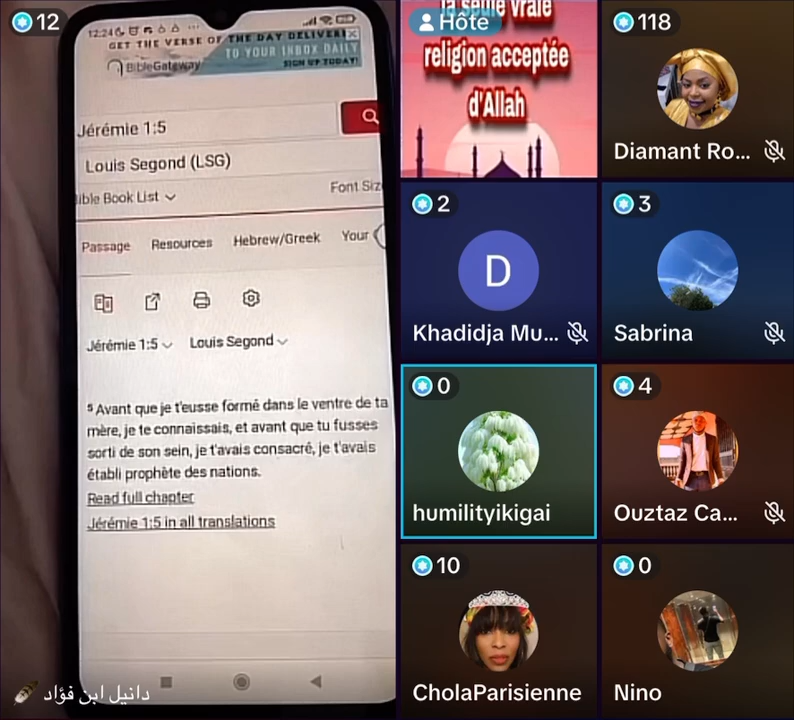 12
12:24
GET THE VERSE OF THE DAY DELIVERE
TO YOUR INBOX DAILY
SIGN UP TODAY!
BibleGateway
Jérémie 1:5
Louis Segond (LSG)
Bible Book List
Font Siz
Passage Resources Hebrew/Greek Your
Jérémie 1:5 Louis Segond
⁵ Avant que je t'eusse formé dans le ventre de ta
mère, je te connaissais, et avant que tu fusses
sorti de son sein, je t'avais consacré, je t'avais
établi prophète des nations.
Read full chapter
Jérémie 1:5 in all translations
دانيل ابن فؤاد
Hôte
la seule vraie
religion acceptée
d'Allah
118
Diamant Ro...
2
D
Khadidja Mu...
3
Sabrina
0
humilityikigai
4
Ouztaz Ca...
10
CholaParisienne
0
Nino